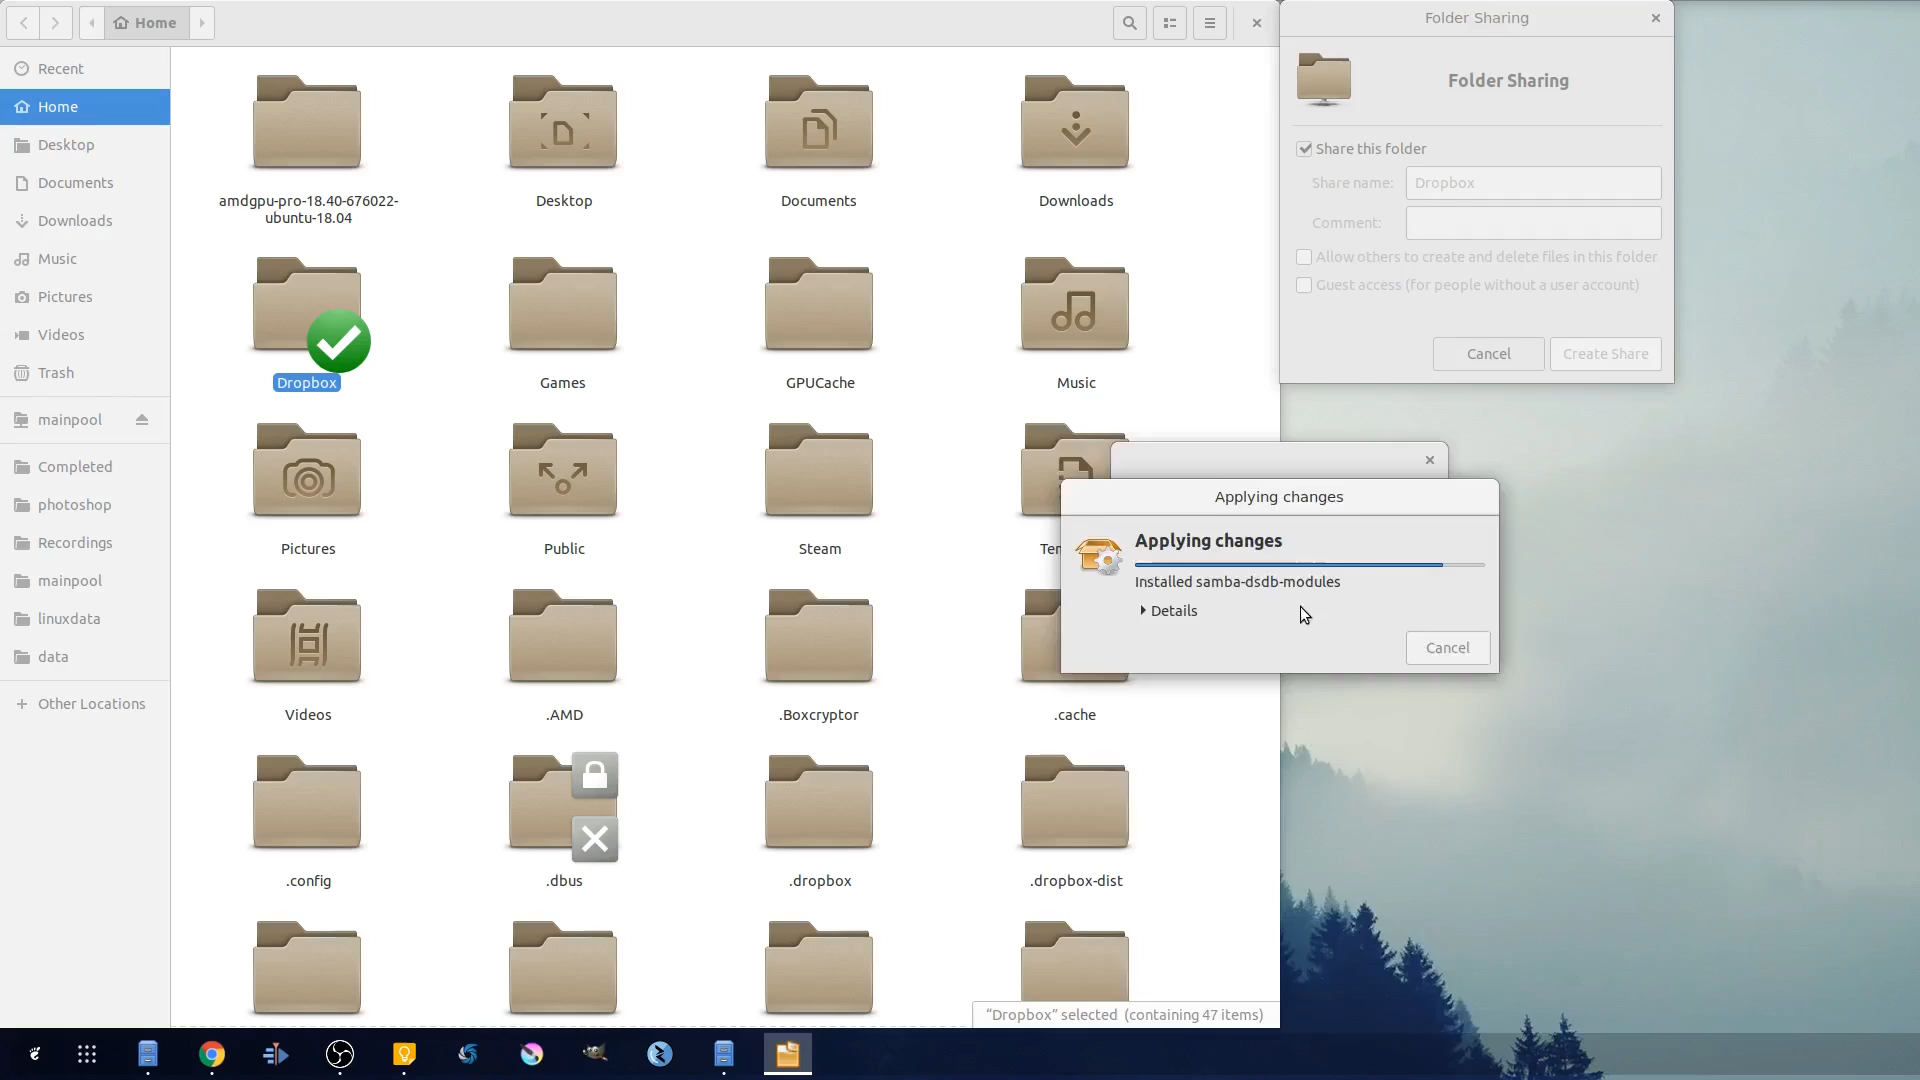 Home
Recent
Home
Desktop
Documents
Downloads
Music
Pictures
Videos
Trash
mainpool
Completed
photoshop
Recordings
mainpool
linuxdata
data
Other Locations
amdgpu-pro-18.40-676022-
ubuntu-18.04
Desktop
Documents
Downloads
Dropbox
Games
GPUCache
Music
Pictures
Public
Steam
Videos
.AMD
.Boxcryptor
.cache
.config
.dbus
.dropbox
.dropbox-dist
"Dropbox" selected (containing 47 items)
Folder Sharing
Folder Sharing
Share this folder
Share name: Dropbox
Comment:
Allow others to create and delete files in this folder
Guest access (for people without a user account)
Cancel Create Share
Applying changes
Applying changes
Installed samba-dsdb-modules
Details
Cancel